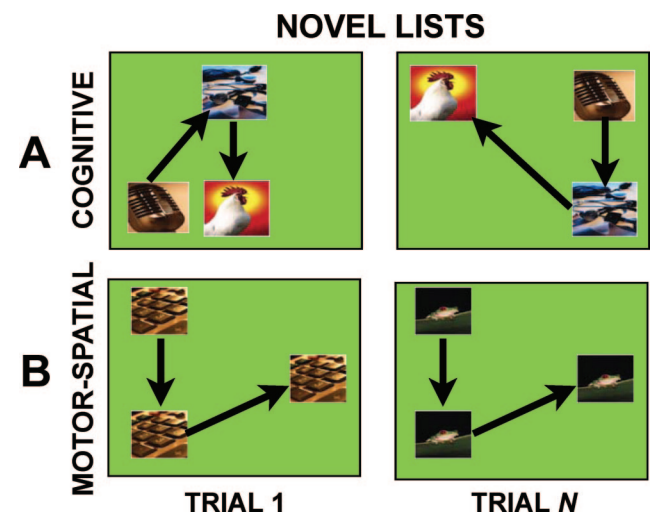 NOVEL LISTS
A
COGNITIVE
B
MOTOR-SPATIAL
TRIAL 1
TRIAL N